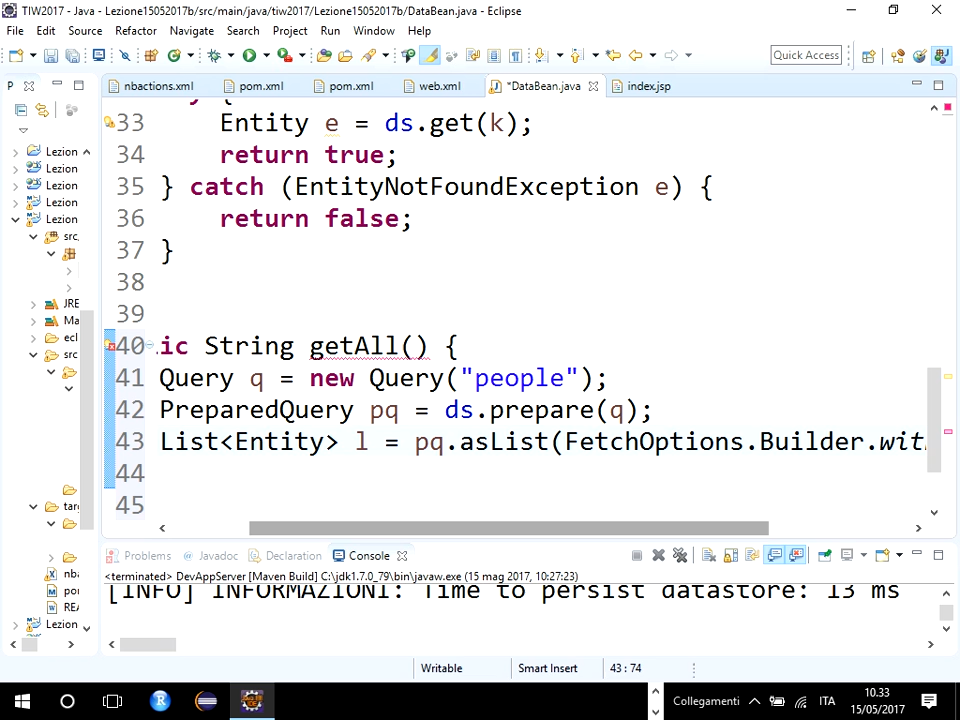 TIW2017 - Java - Lezione15052017b/src/main/java/tiw2017/Lezione15052017b/DataBean.java - Eclipse
File Edit Source Refactor Navigate Search Project Run Window Help
Quick Access
P
nbactions.xml pom.xml pom.xml web.xml *DataBean.java index.jsp
Lezion
Lezion
Lezion
Lezion
Lezion
src,
JRE
Ma
ecl
src
tar
nba
por
REA
Lezion
y {
33 Entity e = ds.get(k);
34 return true;
35 } catch (EntityNotFoundException e) {
36 return false;
37 }
38
39
40 ic String getAll() {
41 Query q = new Query("people");
42 PreparedQuery pq = ds.prepare(q);
43 List<Entity> l = pq.asList(FetchOptions.Builder.wit
44
45
Problems @ Javadoc Declaration Console
<terminated> DevAppServer [Maven Build] C:\jdk1.7.0_79\bin\javaw.exe (15 mag 2017, 10:27:23)
[INFO] INFORMAZIONI: Time to persist datastore: 13 ms
Writable Smart Insert 43 : 74
R
Collegamenti ITA 10.33
15/05/2017